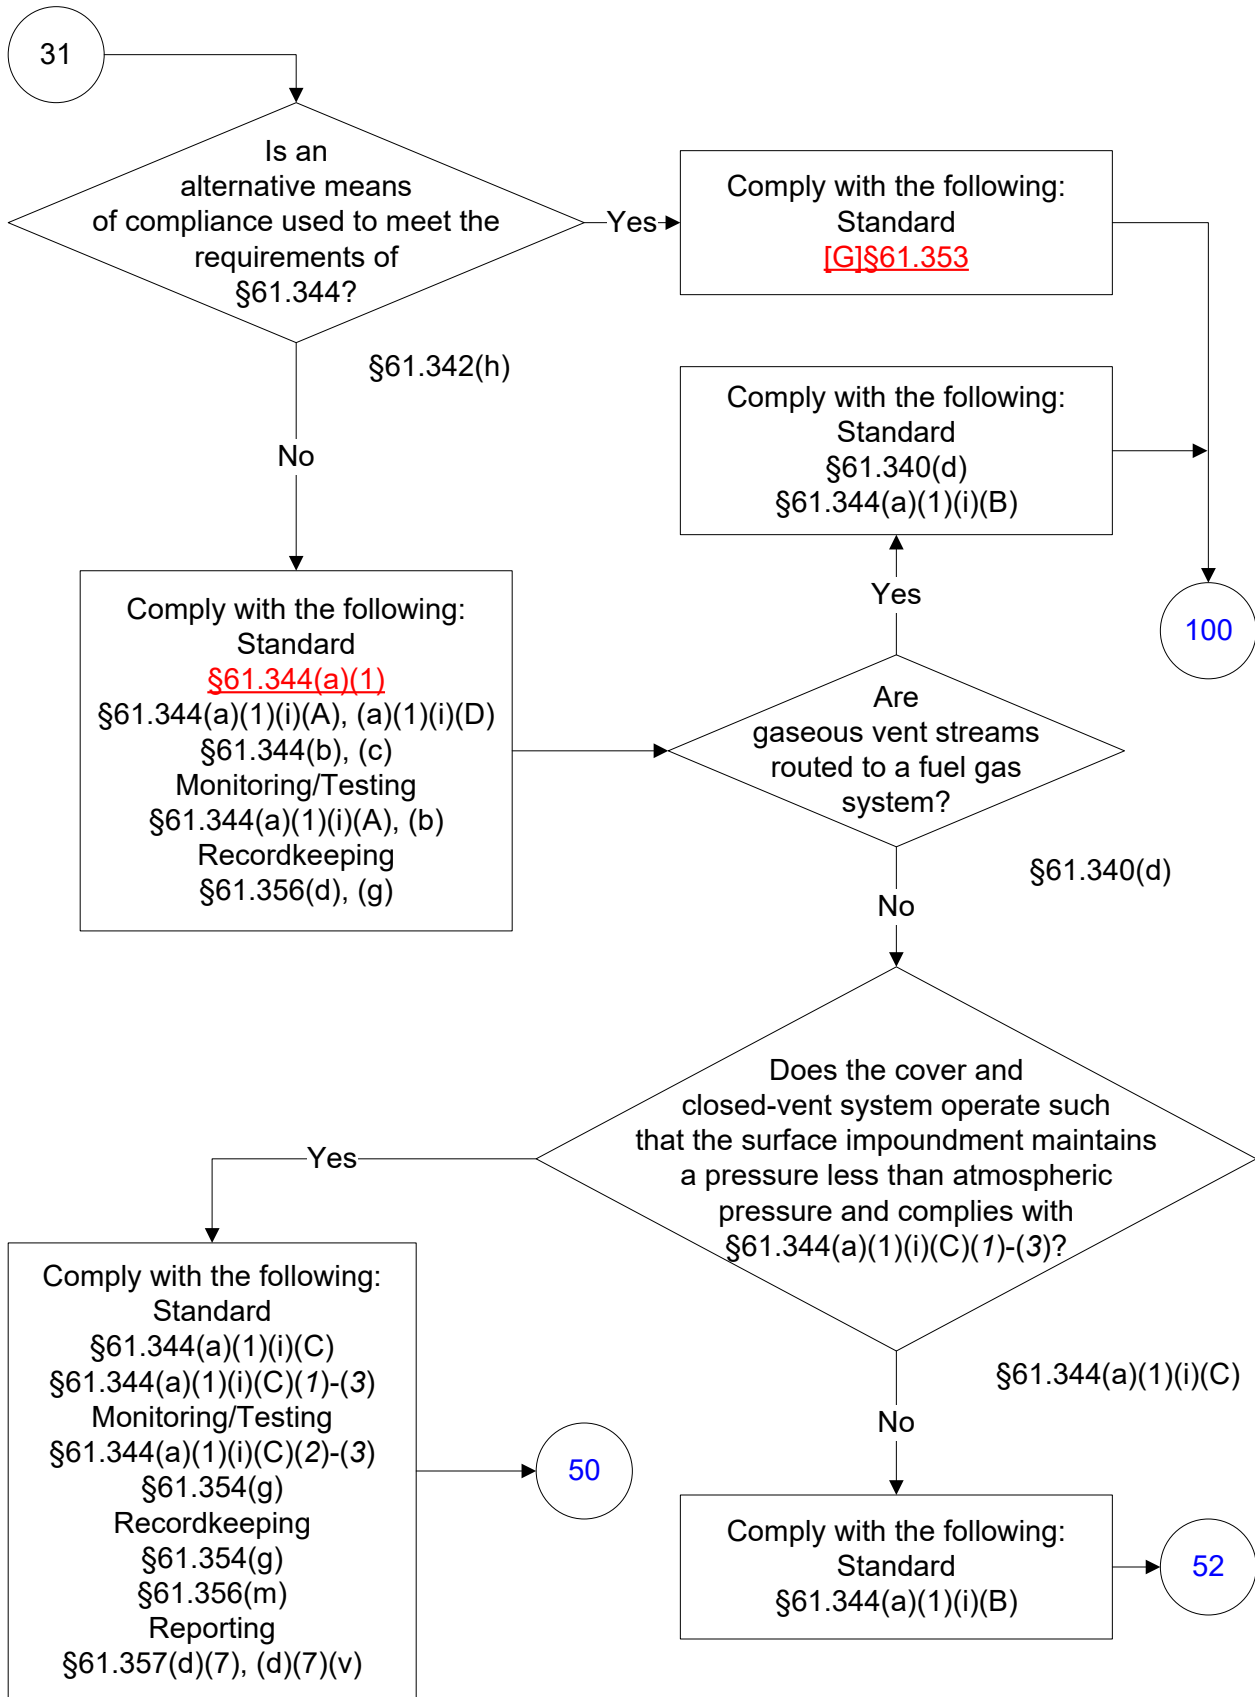 31
Is an
alternative means
of compliance used to meet the
requirements of
§61.344?
Yes
Comply with the following:
Standard
[G]§61.353
§61.342(h)
No
Comply with the following:
Standard
§61.340(d)
§61.344(a)(1)(i)(B)
Yes
100
Comply with the following:
Standard
§61.344(a)(1)
§61.344(a)(1)(i)(A), (a)(1)(i)(D)
§61.344(b), (c)
Monitoring/Testing
§61.344(a)(1)(i)(A), (b)
Recordkeeping
§61.356(d), (g)
Are
gaseous vent streams
routed to a fuel gas
system?
§61.340(d)
No
Does the cover and
closed-vent system operate such
that the surface impoundment maintains
a pressure less than atmospheric
pressure and complies with
§61.344(a)(1)(i)(C)(1)-(3)?
Yes
Comply with the following:
Standard
§61.344(a)(1)(i)(C)
§61.344(a)(1)(i)(C)(1)-(3)
Monitoring/Testing
§61.344(a)(1)(i)(C)(2)-(3)
§61.354(g)
Recordkeeping
§61.354(g)
§61.356(m)
Reporting
§61.357(d)(7), (d)(7)(v)
50
§61.344(a)(1)(i)(C)
No
Comply with the following:
Standard
§61.344(a)(1)(i)(B)
52